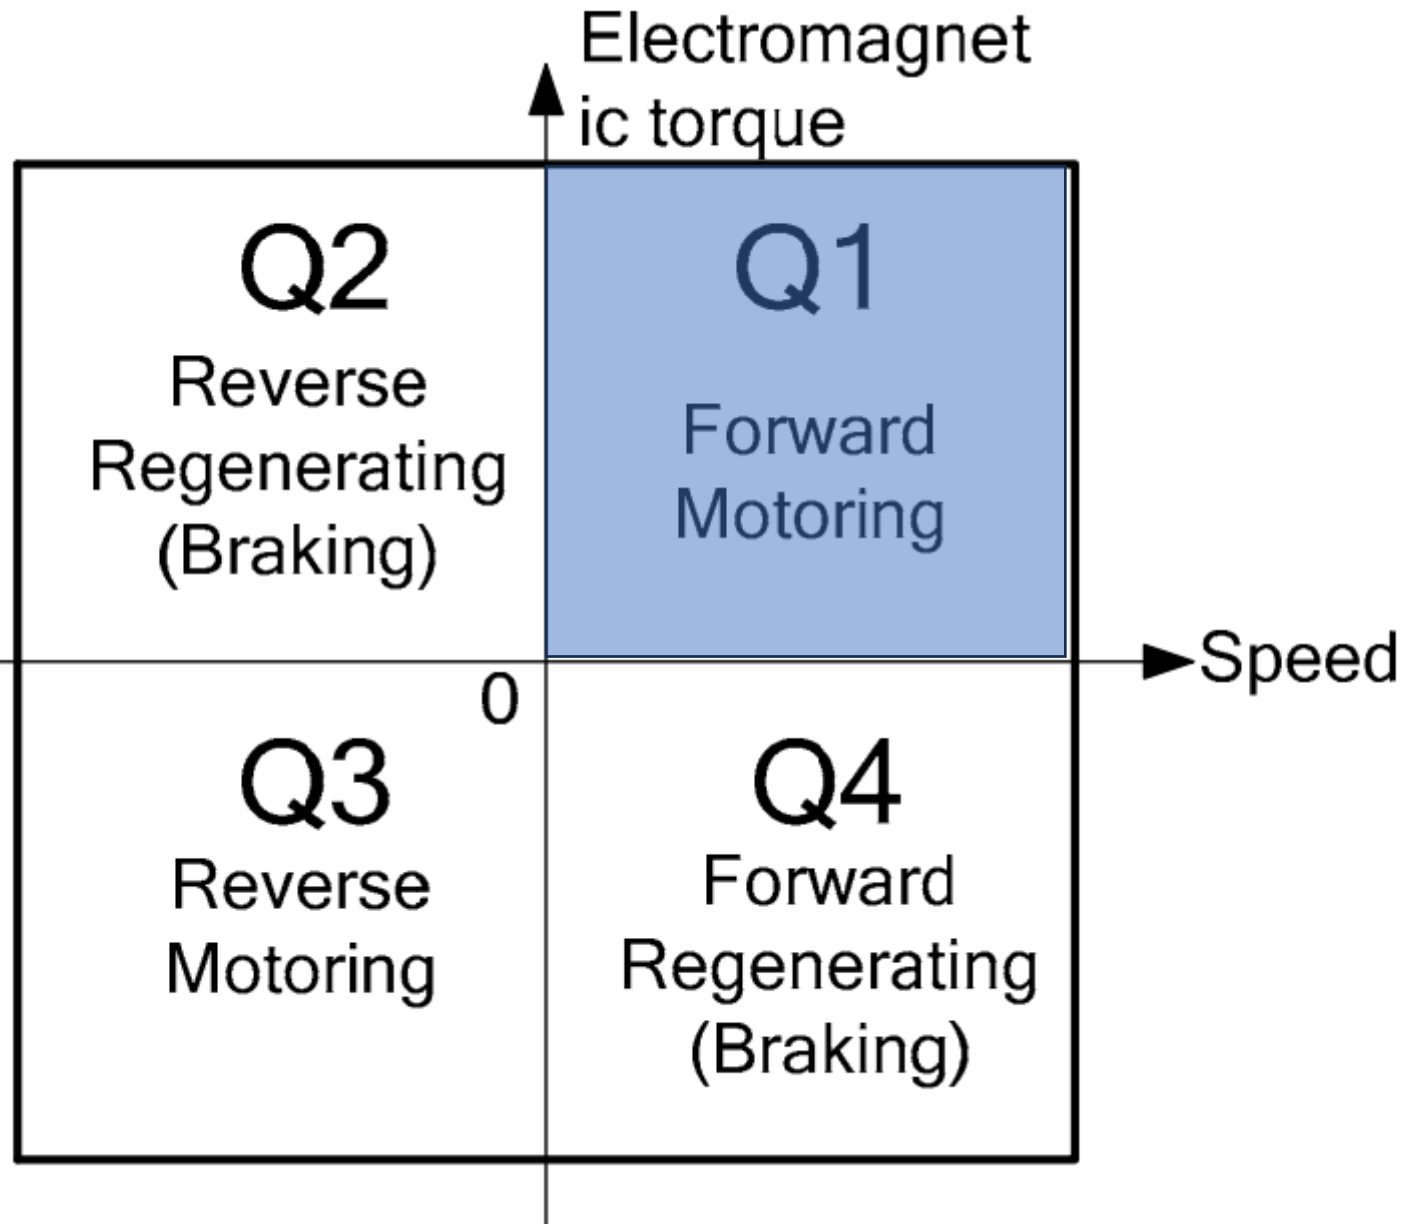 Electromagnet
ic torque
Q2
Reverse
Regenerating
(Braking)
Q1
Forward
Motoring
Speed
0
Q3
Reverse
Motoring
Q4
Forward
Regenerating
(Braking)